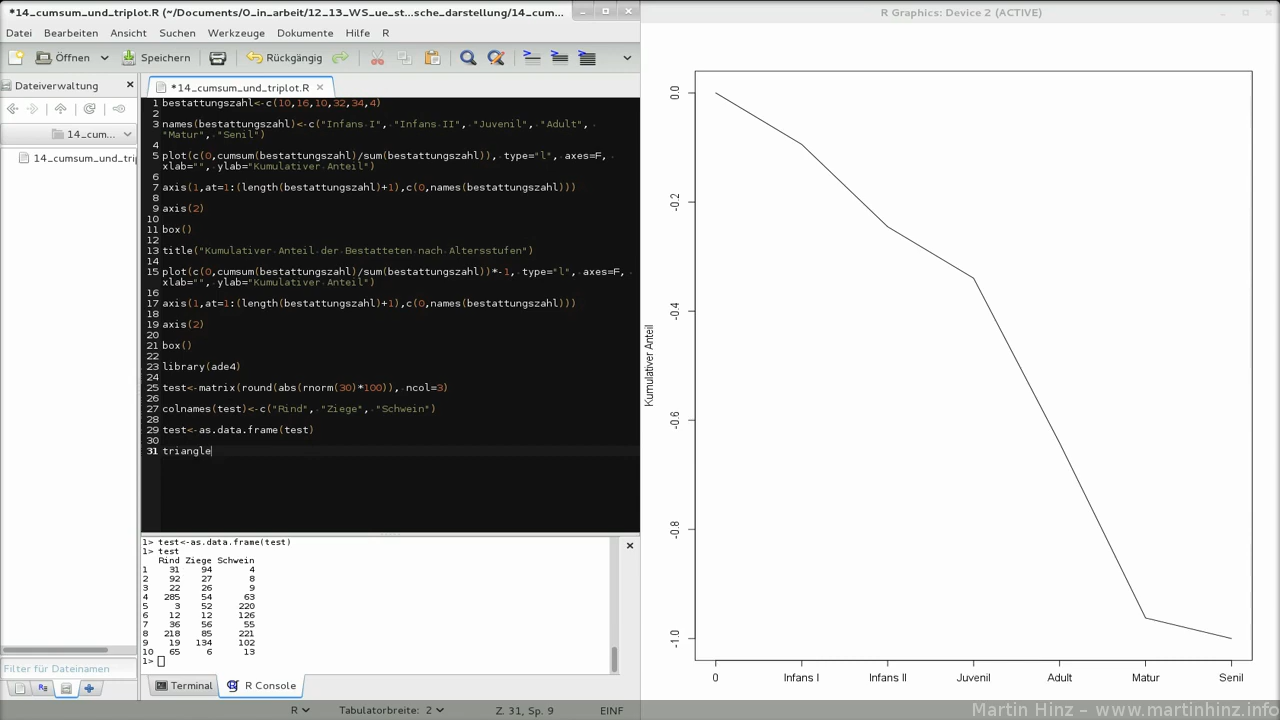 *14_cumsum_und_triplot.R (~/Documents/O_in_arbeit/12_13_WS_ue_st...sche_darstellung/14_cum...
Datei Bearbeiten Ansicht Suchen Werkzeuge Dokumente Hilfe R
Öffnen Speichern Rückgängig
Dateiverwaltung
14_cum...
14_cumsum_und_trip
Filter für Dateinamen
*14_cumsum_und_triplot.R
1 bestattungszahl<-c(10,16,10,32,34,4)
2
3 names(bestattungszahl)<-c("Infans I", "Infans II", "Juvenil", "Adult",
"Matur", "Senil")
4
5 plot(c(0,cumsum(bestattungszahl)/sum(bestattungszahl)), type="l", axes=F,
xlab="", ylab="Kumulativer Anteil")
6
7 axis(1,at=1:(length(bestattungszahl)+1),c(0,names(bestattungszahl)))
8
9 axis(2)
10
11 box()
12
13 title("Kumulativer Anteil der Bestatteten nach Altersstufen")
14
15 plot(c(0,cumsum(bestattungszahl)/sum(bestattungszahl))*-1, type="l", axes=F,
xlab="", ylab="Kumulativer Anteil")
16
17 axis(1,at=1:(length(bestattungszahl)+1),c(0,names(bestattungszahl)))
18
19 axis(2)
20
21 box()
22
23 library(ade4)
24
25 test<-matrix(round(abs(rnorm(30)*100)), ncol=3)
26
27 colnames(test)<-c("Rind", "Ziege", "Schwein")
28
29 test<-as.data.frame(test)
30
31 triangle
1> test<-as.data.frame(test)
1> test
Rind Ziege Schwein
1 31 94 4
2 92 27 8
3 22 26 9
4 285 54 63
5 3 52 220
6 12 12 126
7 36 56 55
8 218 85 221
9 19 134 102
10 65 6 13
1>
Terminal R Console
R Tabulatorbreite: 2 Z. 31, Sp. 9 EINF
R Graphics: Device 2 (ACTIVE)
Kumulativer Anteil
0.0
-0.2
-0.4
-0.6
-0.8
-1.0
0 Infans I Infans II Juvenil Adult Matur Senil
Martin Hinz - www.martinhinz.info